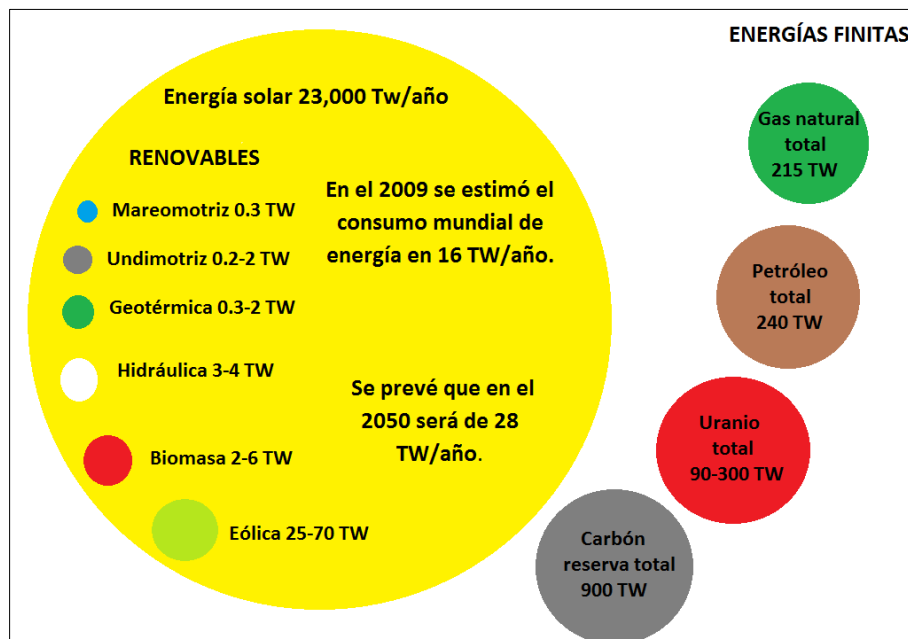 ENERGÍAS FINITAS
Energía solar 23,000 Tw/año
RENOVABLES
Mareomotriz 0.3 TW
Undimotriz 0.2-2 TW
Geotérmica 0.3-2 TW
Hidráulica 3-4 TW
Biomasa 2-6 TW
Eólica 25-70 TW
En el 2009 se estimó el
consumo mundial de
energía en 16 TW/año.
Se prevé que en el
2050 será de 28
TW/año.
Gas natural
total
215 TW
Petróleo
total
240 TW
Uranio
total
90-300 TW
Carbón
reserva total
900 TW